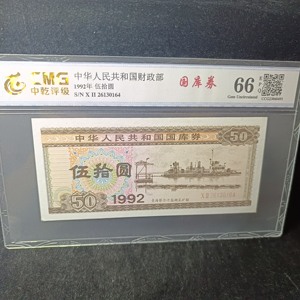 CMG
中乾评级
中华人民共和国财政部
1992年 伍拾圆
S/N X II 26130164
国库券
66
EPQ
Gem Uncirculated
中华人民共和国国库券
50
伍拾圆
50
1992